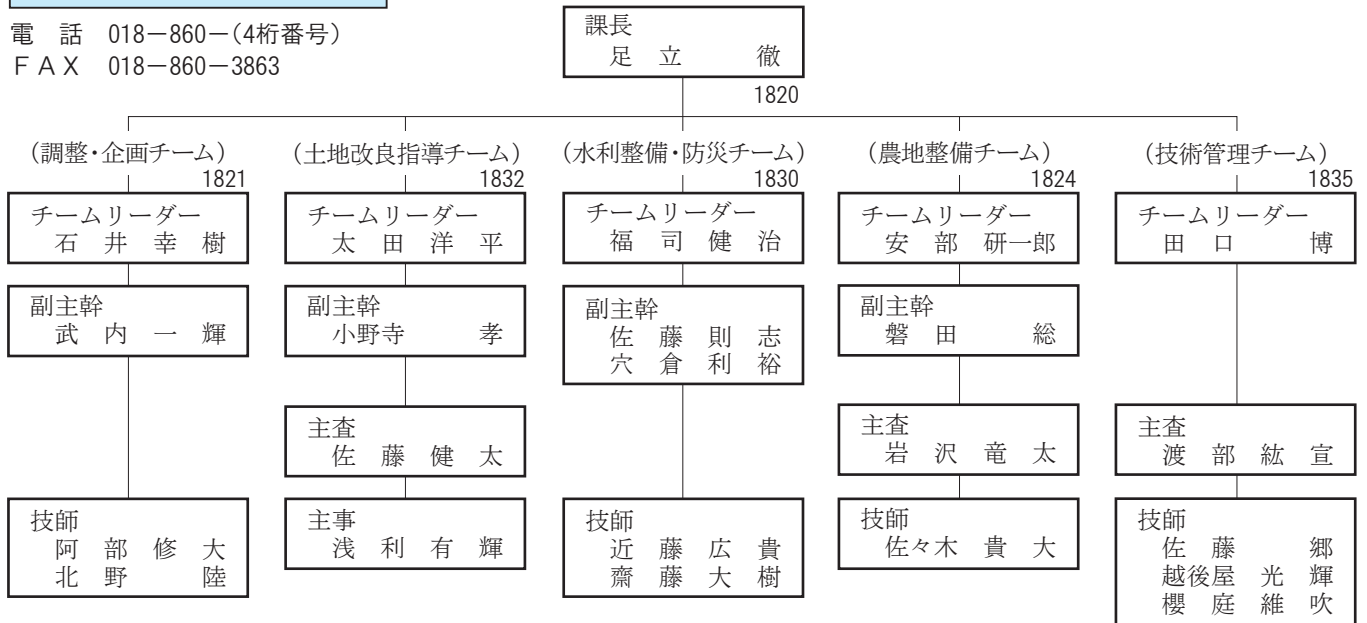 電　話　018－860－(4桁番号)
ＦＡＸ　018－860－3863
課長
足　立　　　徹
1820
(調整・企画チーム)
1821
チームリーダー
石　井　幸　樹
副主幹
武　内　一　輝
技師
阿　部　修　大
北　野　　　陸
(土地改良指導チーム)
1832
チームリーダー
太　田　洋　平
副主幹
小野寺　　　孝
主査
佐　藤　健　太
主事
浅　利　有　輝
(水利整備・防災チーム)
1830
チームリーダー
福　司　健　治
副主幹
佐　藤　則　志
穴　倉　利　裕
技師
近　藤　広　貴
齋　藤　大　樹
(農地整備チーム)
1824
チームリーダー
安　部　研一郎
副主幹
磐　田　　　総
主査
岩　沢　竜　太
技師
佐々木　貴　大
(技術管理チーム)
1835
チームリーダー
田　口　　　博
主査
渡　部　紘　宣
技師
佐　藤　　　郷
越後屋　光　輝
櫻　庭　維　吹